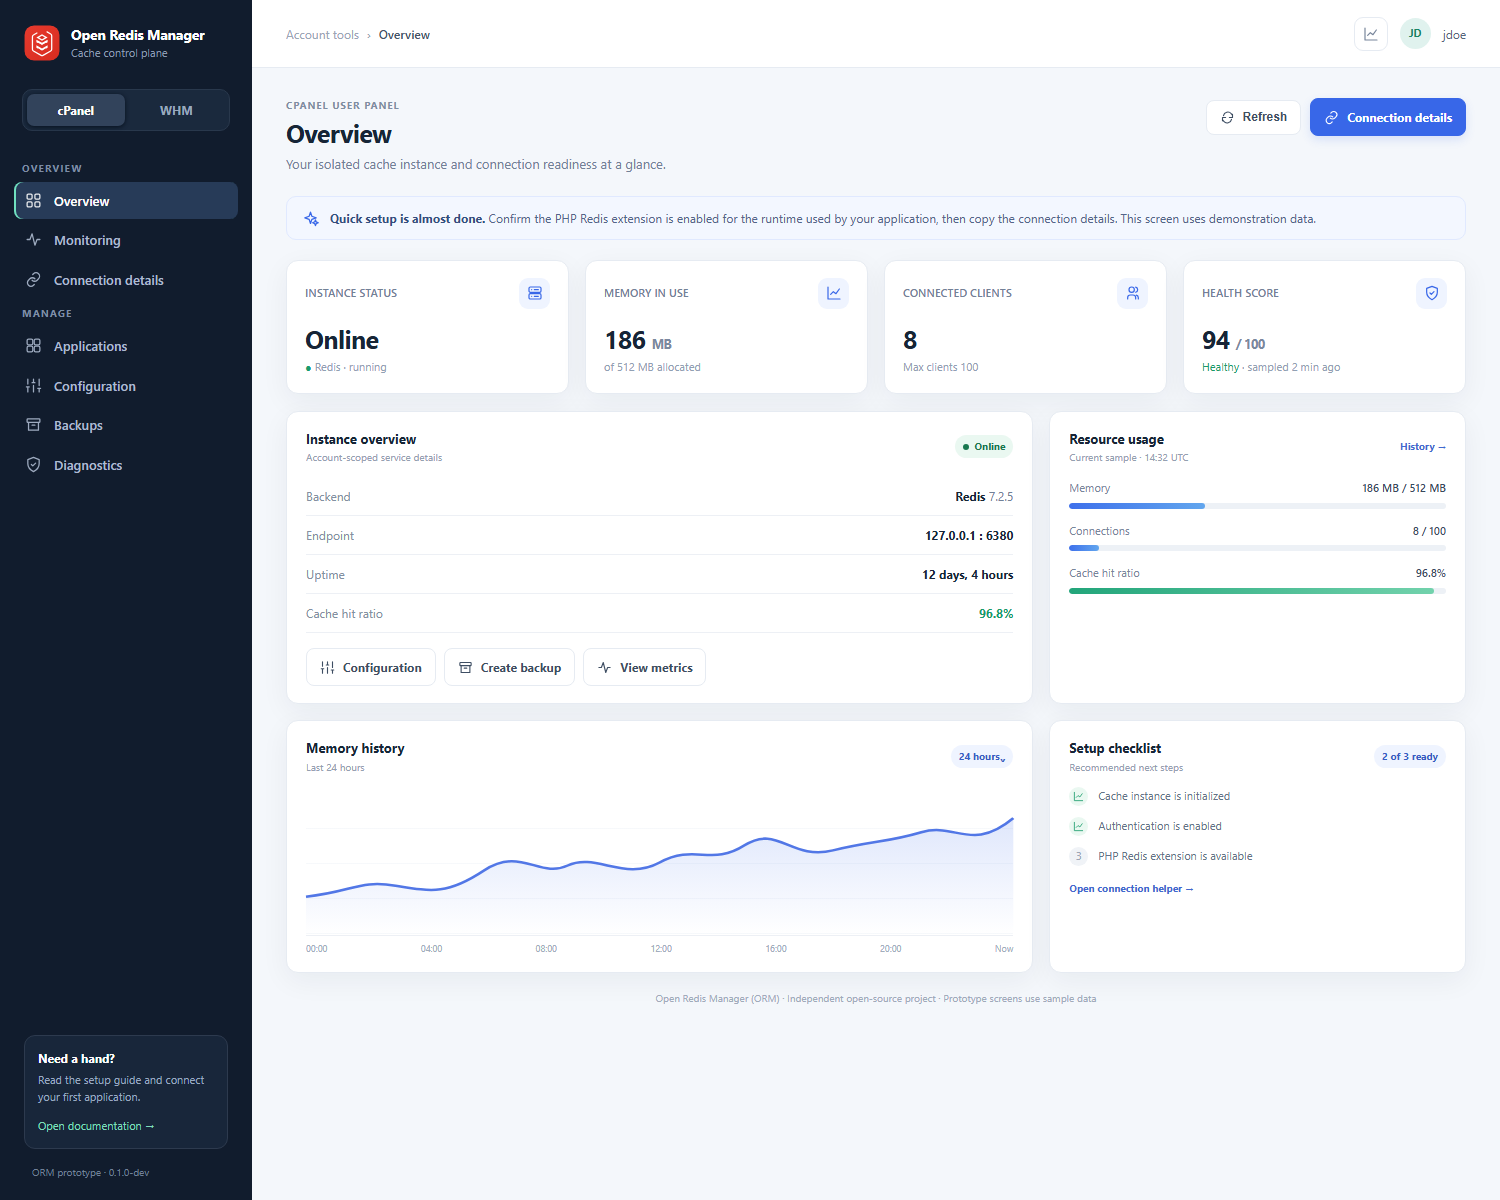 Open Redis Manager
Cache control plane
cPanel
WHM
OVERVIEW
Overview
Monitoring
Connection details
MANAGE
Applications
Configuration
Backups
Diagnostics
Need a hand?
Read the setup guide and connect
your first application.
Open documentation →
ORM prototype · 0.1.0-dev
Account tools › Overview
JD
jdoe
CPANEL USER PANEL
Overview
Your isolated cache instance and connection readiness at a glance.
Refresh
Connection details
Quick setup is almost done. Confirm the PHP Redis extension is enabled for the runtime used by your application, then copy the connection details. This screen uses demonstration data.
INSTANCE STATUS
Online
● Redis · running
MEMORY IN USE
186 MB
of 512 MB allocated
CONNECTED CLIENTS
8
Max clients 100
HEALTH SCORE
94 / 100
Healthy · sampled 2 min ago
Instance overview
Account-scoped service details
● Online
Backend
Redis 7.2.5
Endpoint
127.0.0.1 : 6380
Uptime
12 days, 4 hours
Cache hit ratio
96.8%
Configuration
Create backup
View metrics
Resource usage
Current sample · 14:32 UTC
History →
Memory
186 MB / 512 MB
Connections
8 / 100
Cache hit ratio
96.8%
Memory history
Last 24 hours
24 hours⌄
00:00
04:00
08:00
12:00
16:00
20:00
Now
Setup checklist
Recommended next steps
2 of 3 ready
Cache instance is initialized
Authentication is enabled
3 PHP Redis extension is available
Open connection helper →
Open Redis Manager (ORM) · Independent open-source project · Prototype screens use sample data